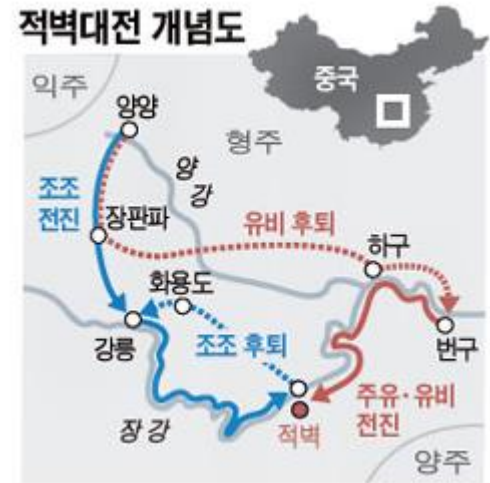 적벽대전 개념도
중국
익주
양양
형주
양
강
조조
전진
장판파
유비 후퇴
하구
화용도
강릉
조조 후퇴
번구
주유·유비
전진
장강
적벽
양주